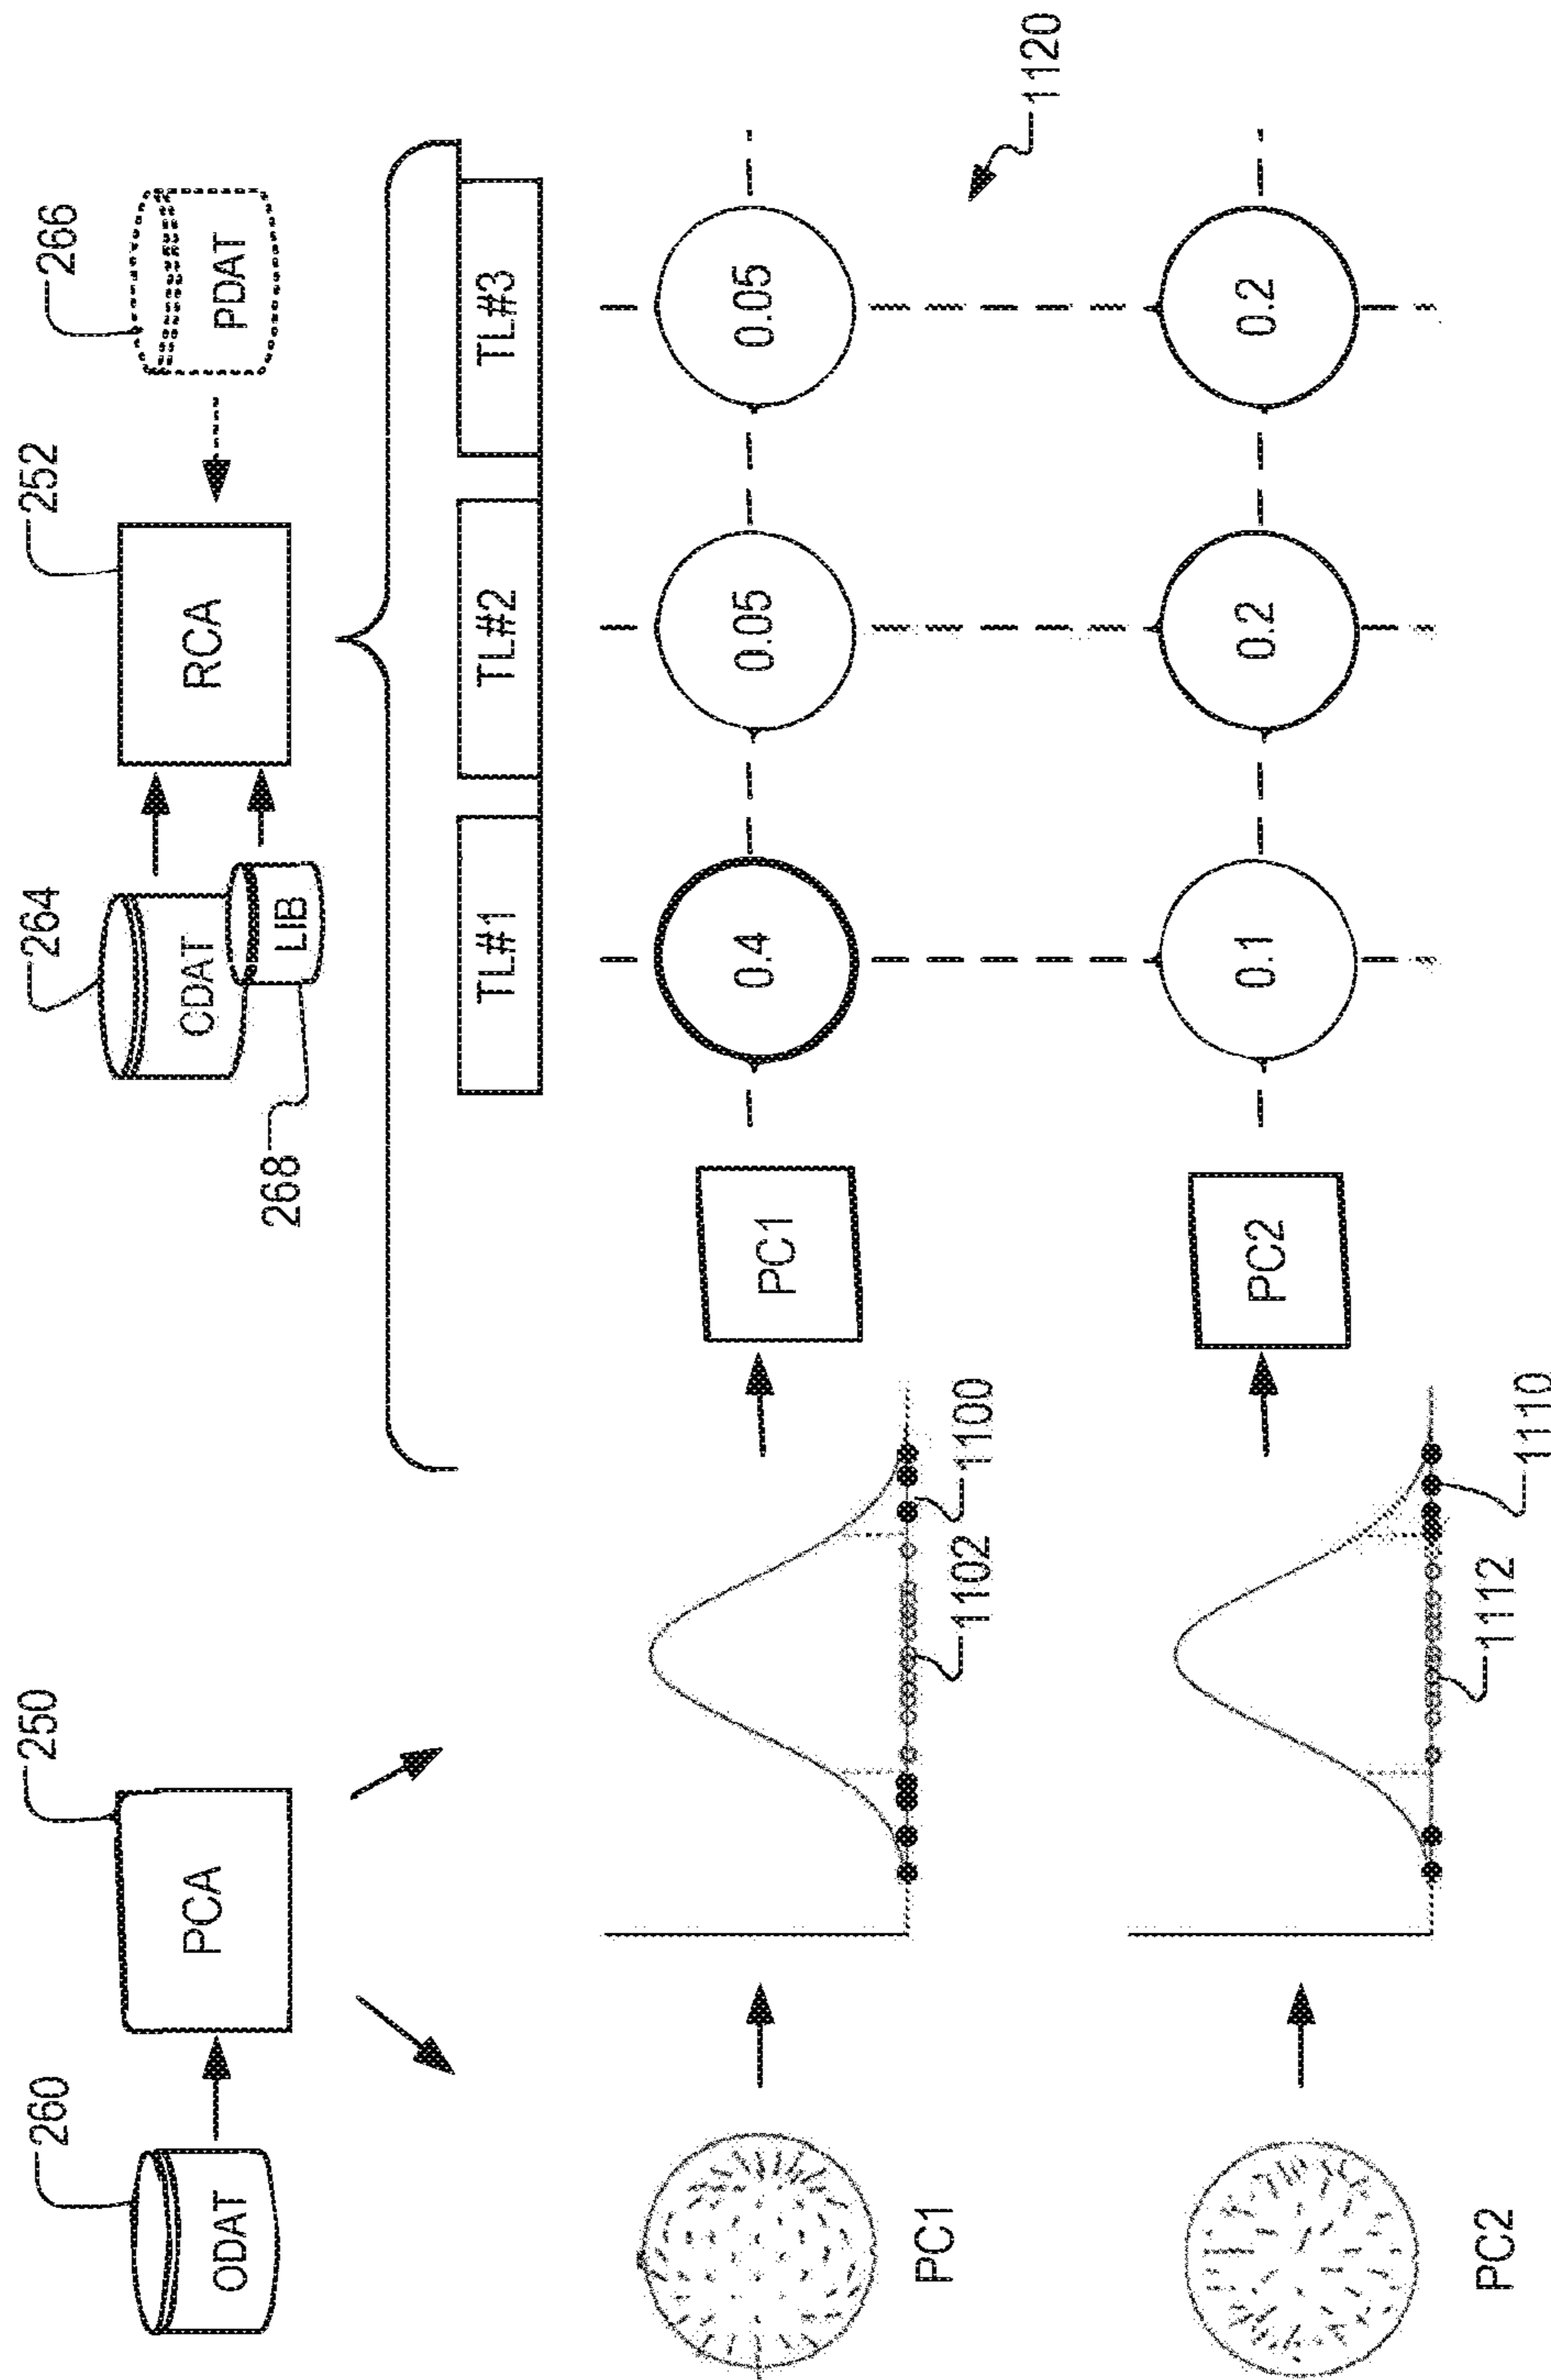 260
250
264
252
266
ODAT
PCA
CDAT
LIB
RCA
PDAT
268
TL#1
TL#2
TL#3
PC1
1102
1100
PC1
0.4
0.05
0.05
1120
PC2
1112
1110
PC2
0.1
0.2
0.2